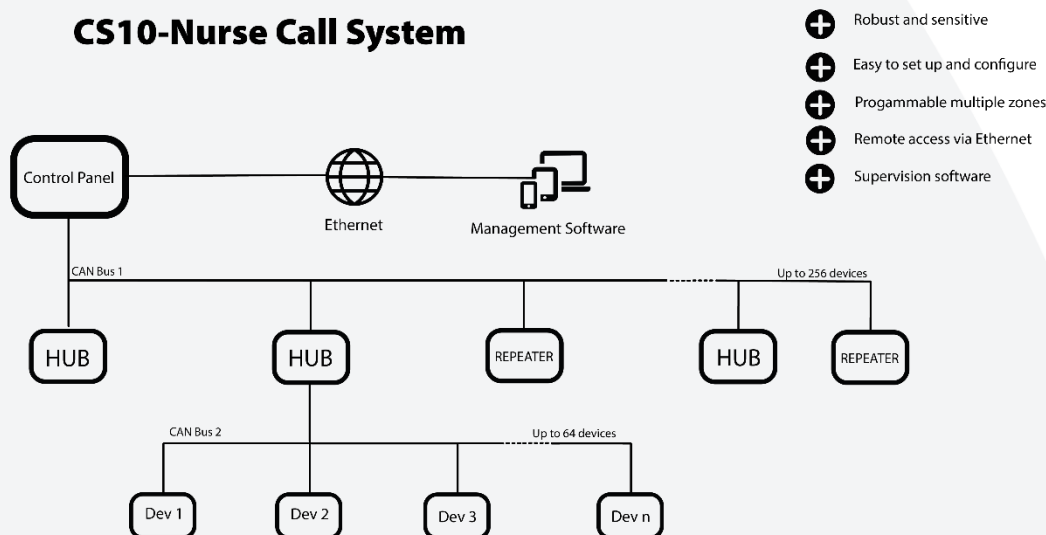 CS10-Nurse Call System
Robust and sensitive
Easy to set up and configure
Progammable multiple zones
Remote access via Ethernet
Supervision software
Control Panel
Ethernet
Management Software
CAN Bus 1
Up to 256 devices
HUB
HUB
REPEATER
HUB
REPEATER
CAN Bus 2
Up to 64 devices
Dev 1
Dev 2
Dev 3
Dev n